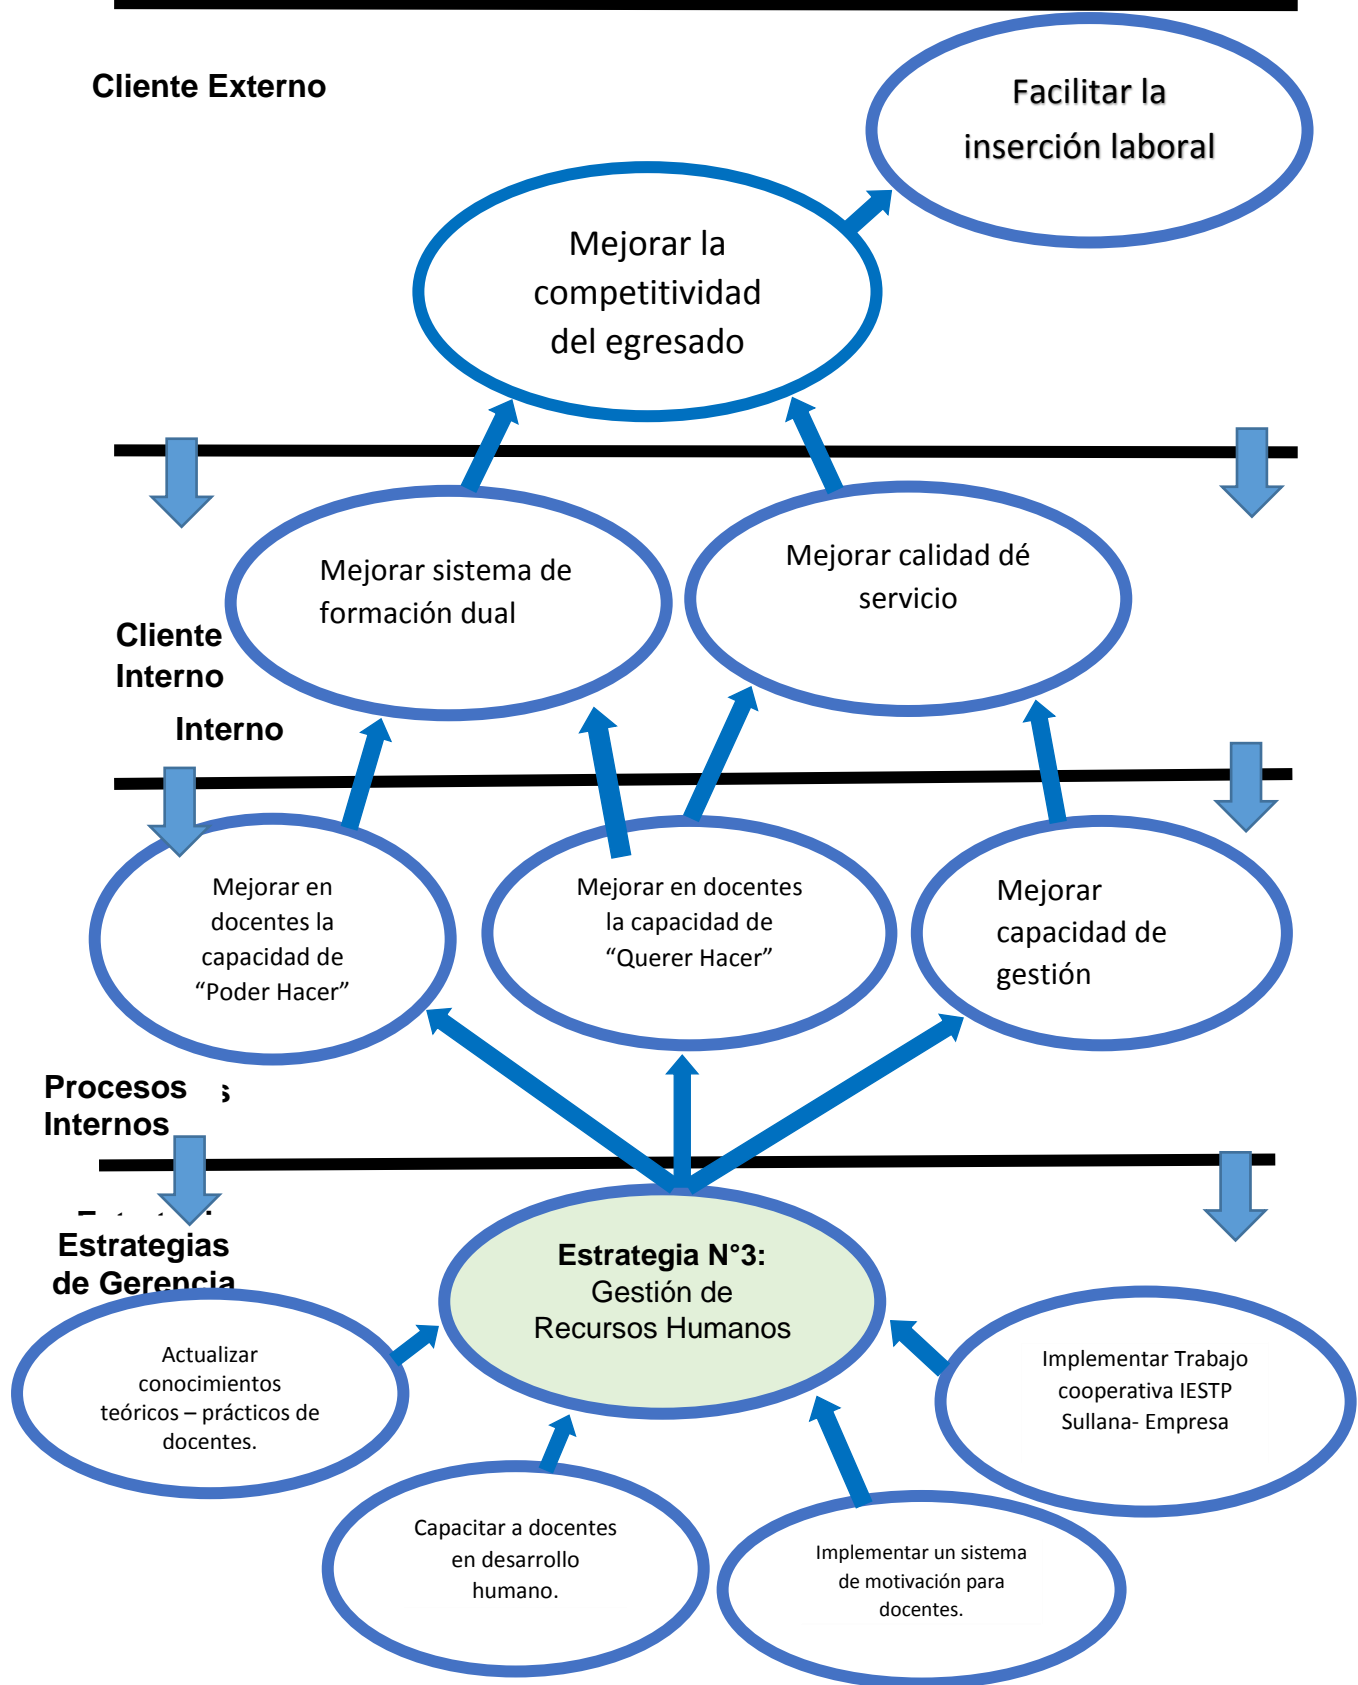 Cliente Externo
Facilitar la
inserción laboral
Mejorar la
competitividad
del egresado
Mejorar sistema de
formación dual
Mejorar calidad dé
servicio
Cliente
Interno
Interno
Mejorar en
docentes la
capacidad de
“Poder Hacer”
Mejorar en docentes
la capacidad de
“Querer Hacer”
Mejorar
capacidad de
gestión
Procesos
Internos
Estrategias
de Gerencia
Estrategia N°3:
Gestión de
Recursos Humanos
Actualizar
conocimientos
teóricos – prácticos de
docentes.
Implementar Trabajo
cooperativa IESTP
Sullana- Empresa
Capacitar a docentes
en desarrollo
humano.
Implementar un sistema
de motivación para
docentes.